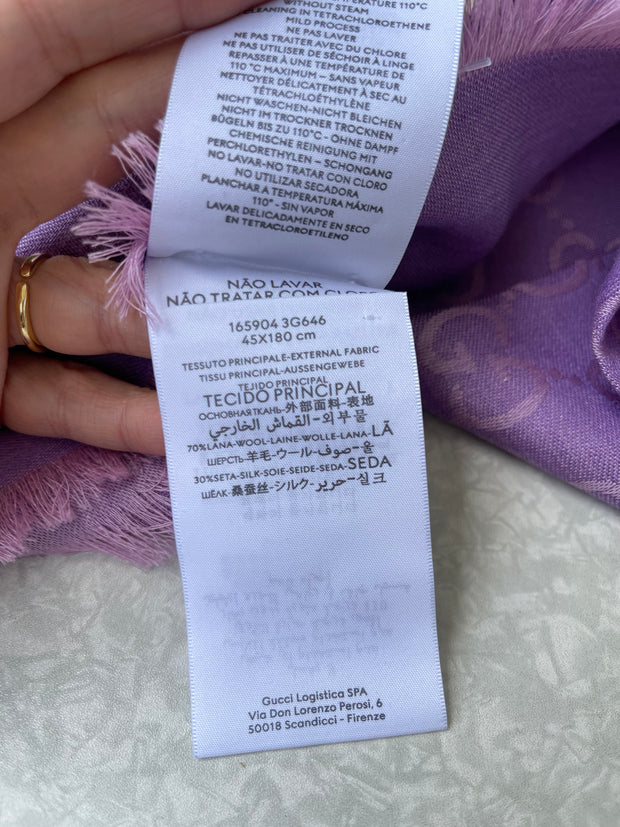 TEMPERATURE 110°C
WITHOUT STEAM
CLEANING IN TETRACHLOROETHENE
MILD PROCESS
NE PAS LAVER
NE PAS TRAITER AVEC DU CHLORE
NE PAS UTILISER DE SÉCHOIR À LINGE
REPASSER À UNE TEMPÉRATURE DE
110 °C MAXIMUM – SANS VAPEUR
NETTOYER DÉLICATEMENT À SEC AU
TÉTRACHLOÉTHYLÈNE
NICHT WASCHEN-NICHT BLEICHEN
NICHT IM TROCKNER TROCKNEN
BÜGELN BIS ZU 110°C - OHNE DAMPF
CHEMISCHE REINIGUNG MIT
PERCHLORETHYLEN – SCHONGANG
NO LAVAR-NO TRATAR CON CLORO
NO UTILIZAR SECADORA
PLANCHAR A TEMPERATURA MÁXIMA
110° - SIN VAPOR
LAVAR DELICADAMENTE EN SECO
EN TETRACLOROETILENO
NÃO LAVAR
NÃO TRATAR COM CLORO
165904 3G646
45X180 cm
TESSUTO PRINCIPALE-EXTERNAL FABRIC
TISSU PRINCIPAL-AUSSENGEWEBE
TEJIDO PRINCIPAL
TECIDO PRINCIPAL
ОСНОВНАЯ ТКАНЬ-外部面料-表地
외부물-القماش الخارجي
70%LANA-WOOL-LAINE-WOLLE-LANA-LÃ
ШЕРСТЬ-羊毛-ウール-صوف-울
30%SETA-SILK-SOIE-SEIDE-SEDA-SEDA
ШЁЛК-桑蚕丝-シルク-حرير-실크
Gucci Logistica SPA
Via Don Lorenzo Perosi, 6
50018 Scandicci - Firenze